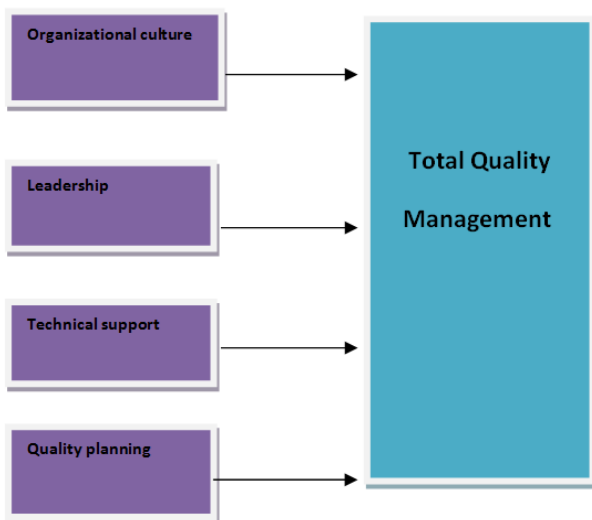 Organizational culture
Leadership
Technical support
Quality planning
Total Quality
Management